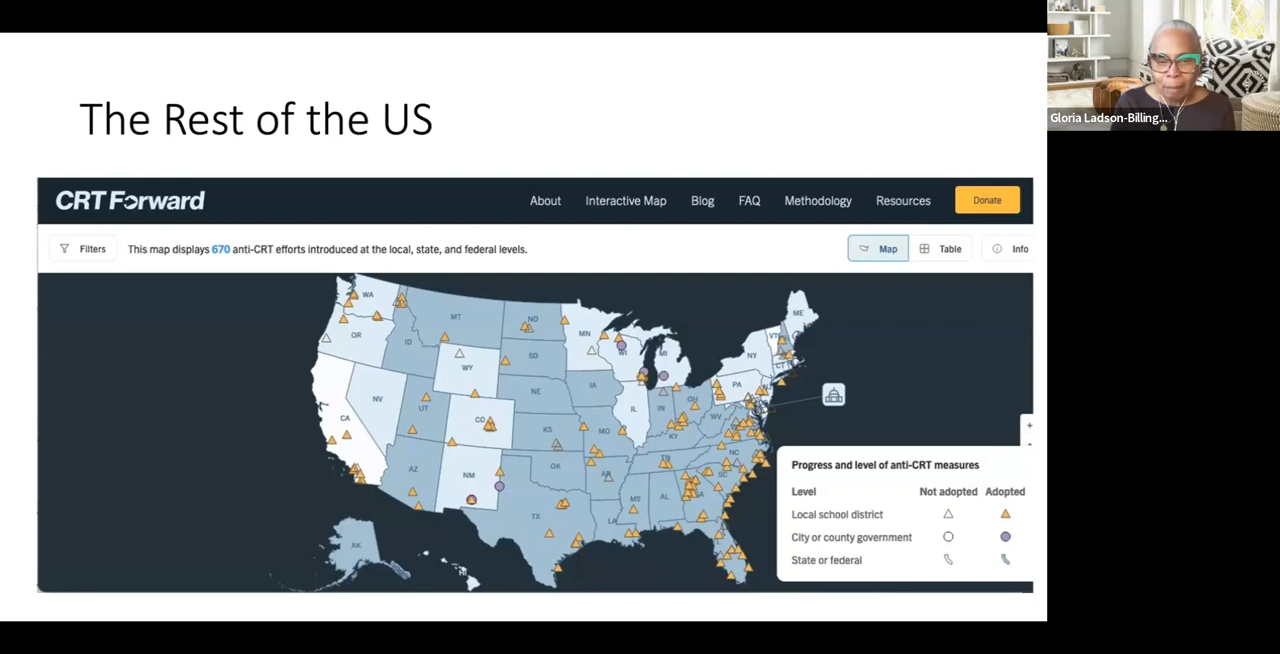 The Rest of the US
Gloria Ladson-Billing...
CRT Forward
About Interactive Map Blog FAQ Methodology Resources Donate
Filters This map displays 670 anti-CRT efforts introduced at the local, state, and federal levels. Map Table Info
WA
MT
ND
MN
ME
OR
ID
SD
WI
MI
VT
NY
WY
CT
NV
UT
NE
IA
PA
CA
CO
IL
IN
OH
WV
KS
MO
KY
AZ
NM
OK
AR
TN
NC
SC
MS
AL
GA
TX
LA
AK
HI
+
-
Progress and level of anti-CRT measures
Level Not adopted Adopted
Local school district
City or county government
State or federal